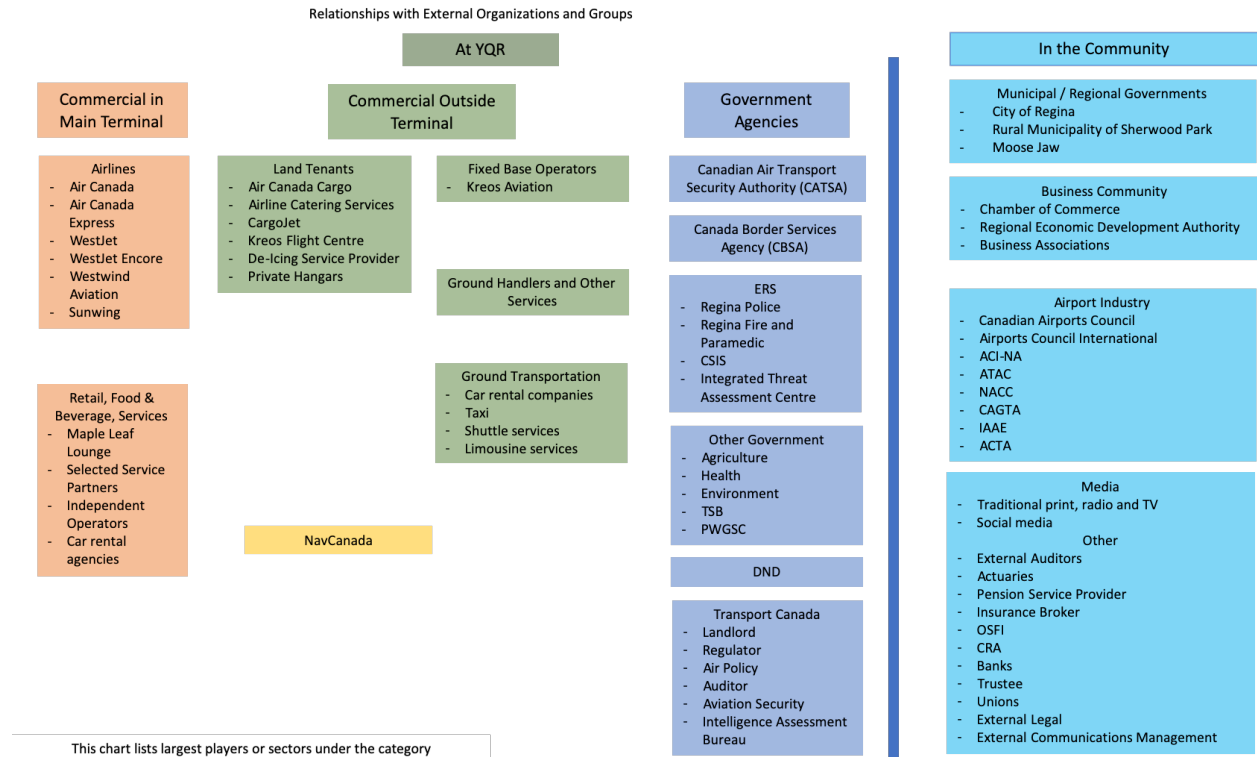 Relationships with External Organizations and Groups
At YQR
In the Community
Commercial in
Main Terminal
Commercial Outside
Terminal
Government
Agencies
Airlines
- Air Canada
- Air Canada
Express
- WestJet
- WestJet Encore
- Westwind
Aviation
- Sunwing
Retail, Food &
Beverage, Services
- Maple Leaf
Lounge
- Selected Service
Partners
- Independent
Operators
- Car rental
agencies
Land Tenants
- Air Canada Cargo
- Airline Catering Services
- CargoJet
- Kreos Flight Centre
- De-Icing Service Provider
- Private Hangars
Fixed Base Operators
- Kreos Aviation
Ground Handlers and Other
Services
Ground Transportation
- Car rental companies
- Taxi
- Shuttle services
- Limousine services
NavCanada
Canadian Air Transport
Security Authority (CATSA)
Canada Border Services
Agency (CBSA)
ERS
- Regina Police
- Regina Fire and
Paramedic
- CSIS
- Integrated Threat
Assessment Centre
Other Government
- Agriculture
- Health
- Environment
- TSB
- PWGSC
DND
Transport Canada
- Landlord
- Regulator
- Air Policy
- Auditor
- Aviation Security
- Intelligence Assessment
Bureau
Municipal / Regional Governments
- City of Regina
- Rural Municipality of Sherwood Park
- Moose Jaw
Business Community
- Chamber of Commerce
- Regional Economic Development Authority
- Business Associations
Airport Industry
- Canadian Airports Council
- Airports Council International
- ACI-NA
- ATAC
- NACC
- CAGTA
- IAAE
- ACTA
Media
- Traditional print, radio and TV
- Social media
Other
- External Auditors
- Actuaries
- Pension Service Provider
- Insurance Broker
- OSFI
- CRA
- Banks
- Trustee
- Unions
- External Legal
- External Communications Management
This chart lists largest players or sectors under the category